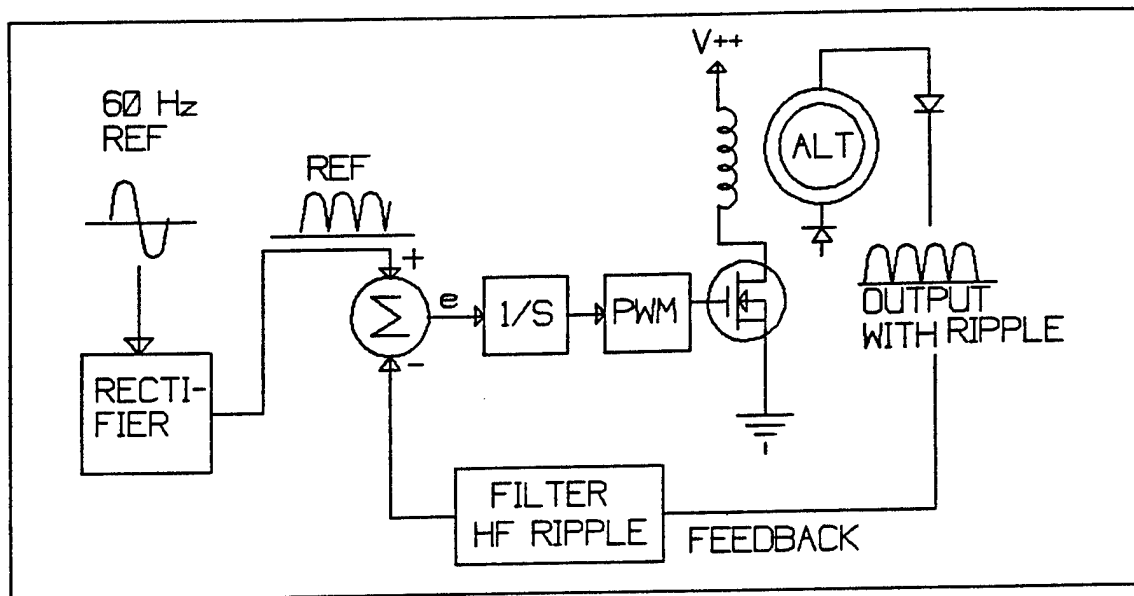 V++
60 Hz
REF
ALT
REF
+
Σ
e
1/S
PWM
-
OUTPUT
WITH RIPPLE
RECTI-
FIER
FILTER
HF RIPPLE
FEEDBACK